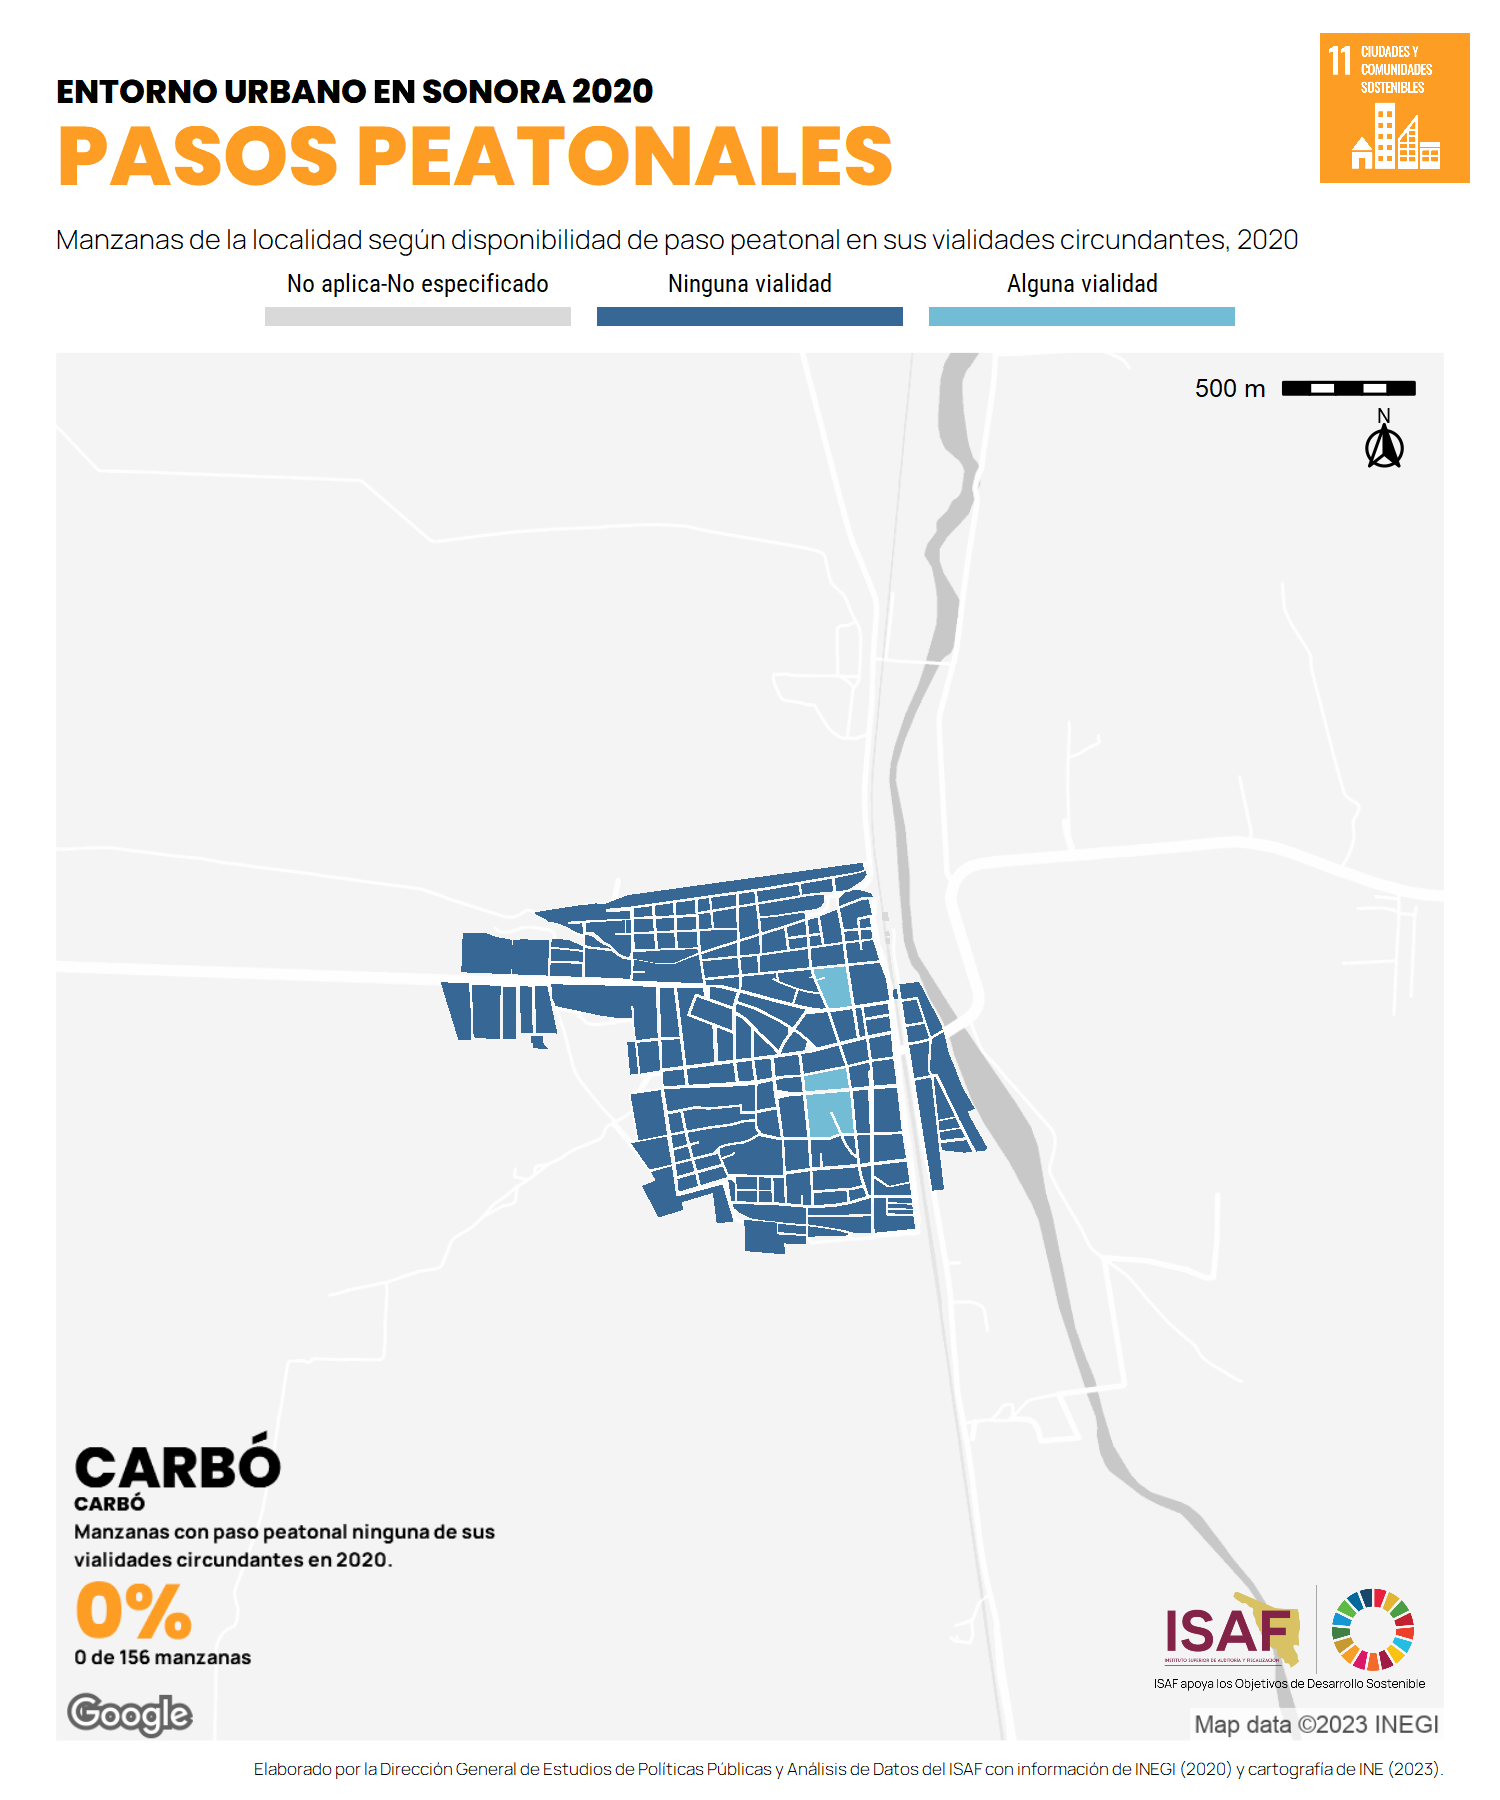 11 CIUDADES Y
COMUNIDADES
SOSTENIBLES
ENTORNO URBANO EN SONORA 2020
PASOS PEATONALES
Manzanas de la localidad según disponibilidad de paso peatonal en sus vialidades circundantes, 2020
No aplica-No especificado Ninguna vialidad Alguna vialidad
500 m
N
CARBÓ
CARBÓ
Manzanas con paso peatonal ninguna de sus
vialidades circundantes en 2020.
0%
0 de 156 manzanas
Google
ISAF
INSTITUTO SUPERIOR DE AUDITORÍA Y FISCALIZACIÓN
ISAF apoya los Objetivos de Desarrollo Sostenible
Map data ©2023 INEGI
Elaborado por la Dirección General de Estudios de Políticas Públicas y Análisis de Datos del ISAF con información de INEGI (2020) y cartografía de INE (2023).